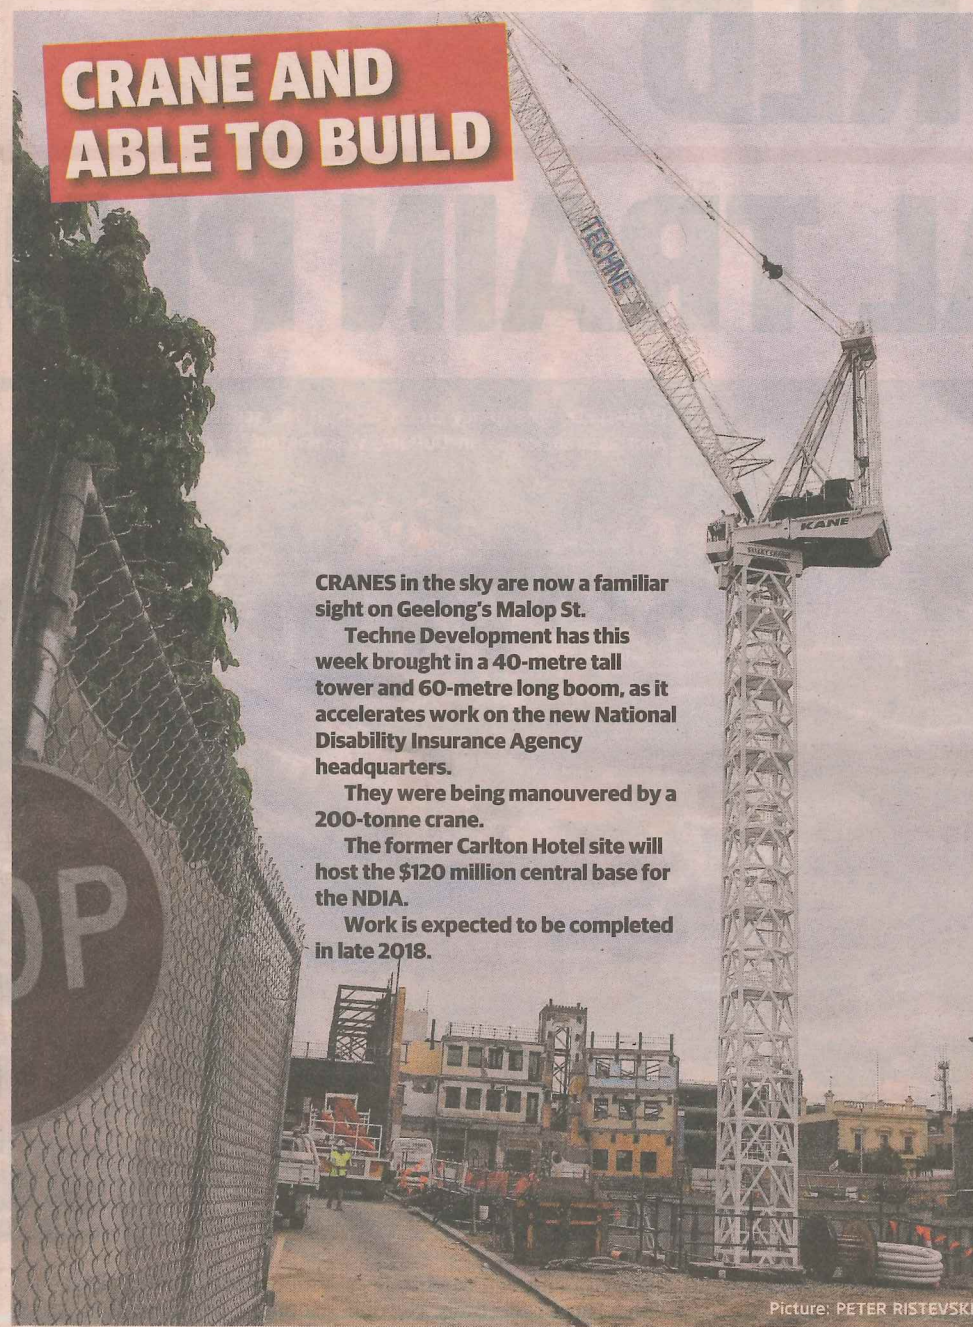 CRANE AND
ABLE TO BUILD
TECHNE
KANE
CRANES in the sky are now a familiar
sight on Geelong's Malop St.
Techne Development has this
week brought in a 40-metre tall
tower and 60-metre long boom, as it
accelerates work on the new National
Disability Insurance Agency
headquarters.
They were being manouvered by a
200-tonne crane.
The former Carlton Hotel site will
host the $120 million central base for
the NDIA.
Work is expected to be completed
in late 2018.
OP
Picture: PETER RISTEVSKI